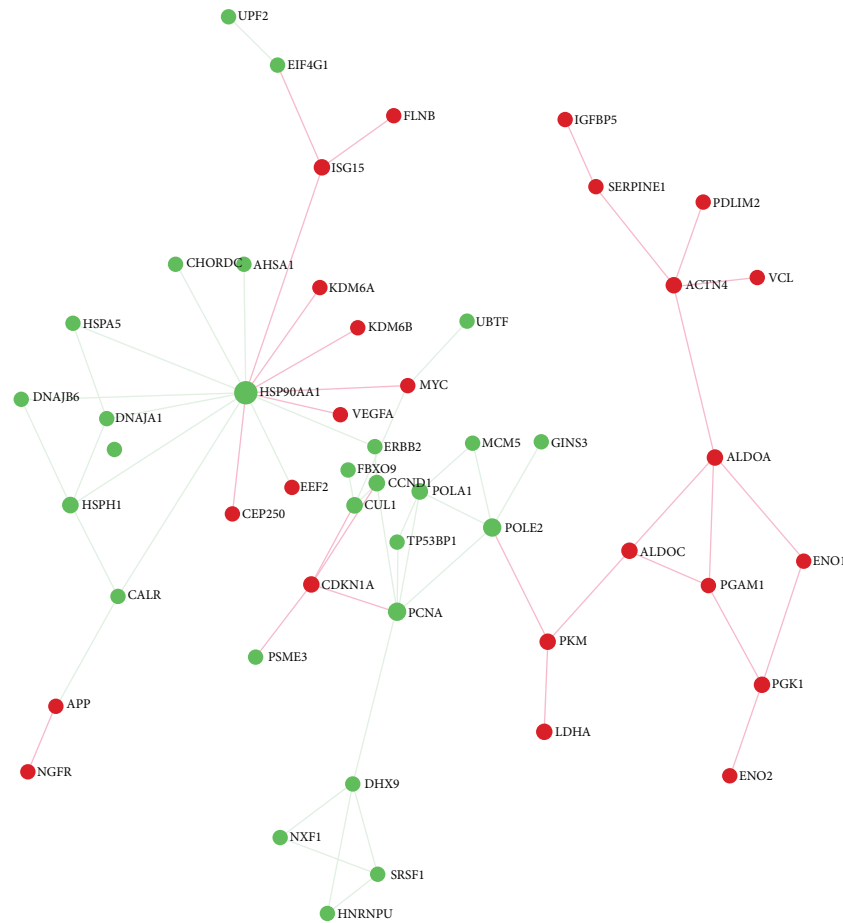 UPF2
EIF4G1
FLNB
IGFBP5
ISG15
SERPINE1
PDLIM2
CHORDC
AHSA1
VCL
KDM6A
ACTN4
HSPA5
KDM6B
UBTF
MYC
HSP90AA1
DNAJB6
DNAJA1
VEGFA
MCM5
GINS3
ERBB2
ALDOA
FBXO9
CCND1
EEF2
POLA1
HSPH1
CUL1
CEP250
POLE2
TP53BP1
ALDOC
ENO1
CDKN1A
PGAM1
CALR
PCNA
PKM
PSME3
PGK1
APP
LDHA
NGFR
ENO2
DHX9
NXF1
SRSF1
HNRNPU